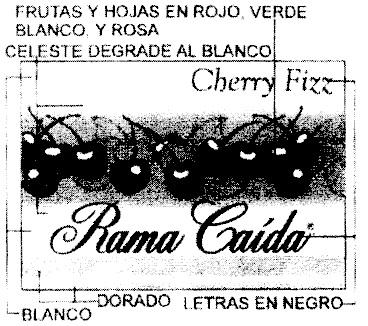 FRUTAS Y HOJAS EN ROJO, VERDE
BLANCO, Y ROSA
CELESTE DEGRADE AL BLANCO
Cherry Fizz
Rama Caída
DORADO
LETRAS EN NEGRO
BLANCO